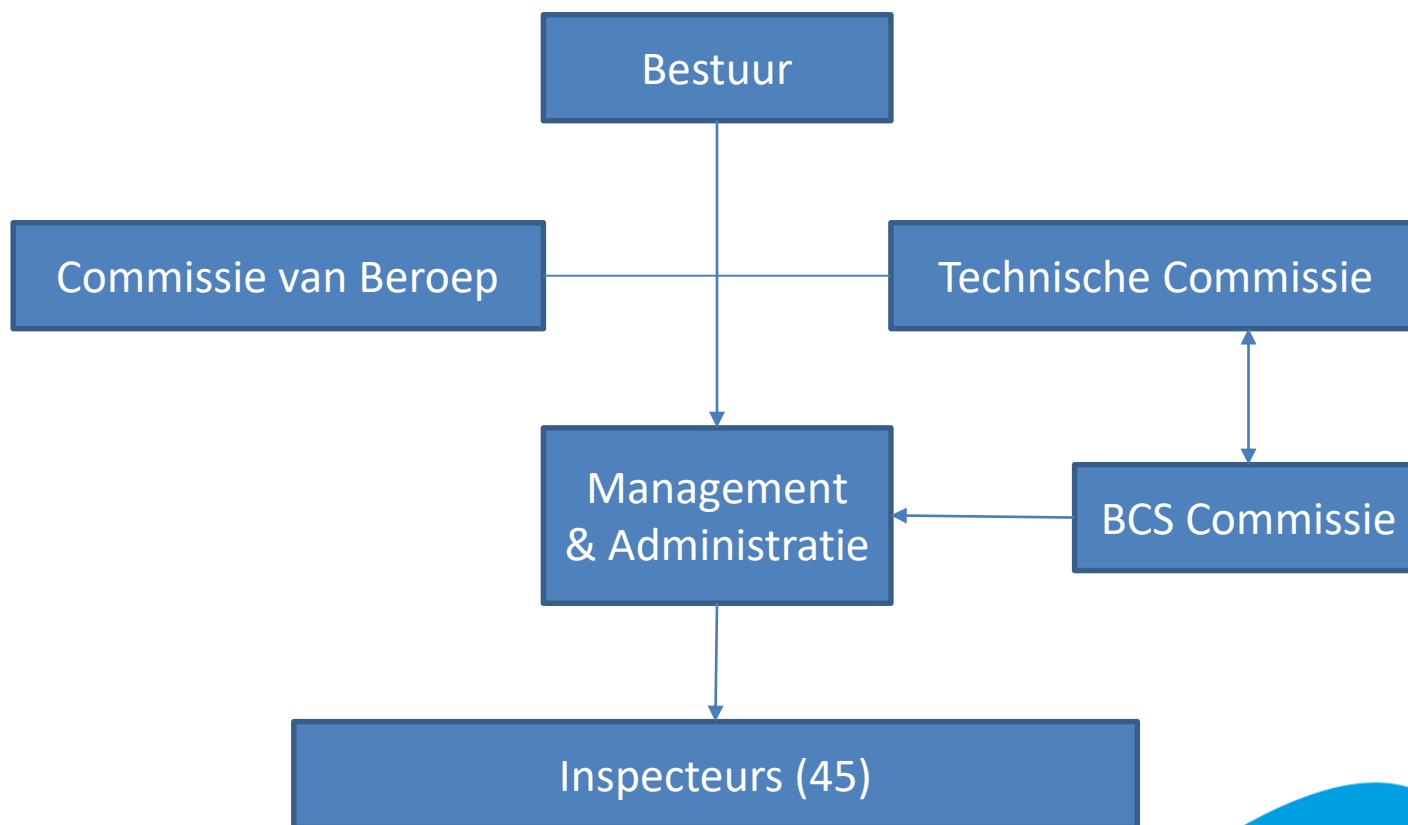 Bestuur
Commissie van Beroep
Technische Commissie
Management
& Administratie
BCS Commissie
Inspecteurs (45)